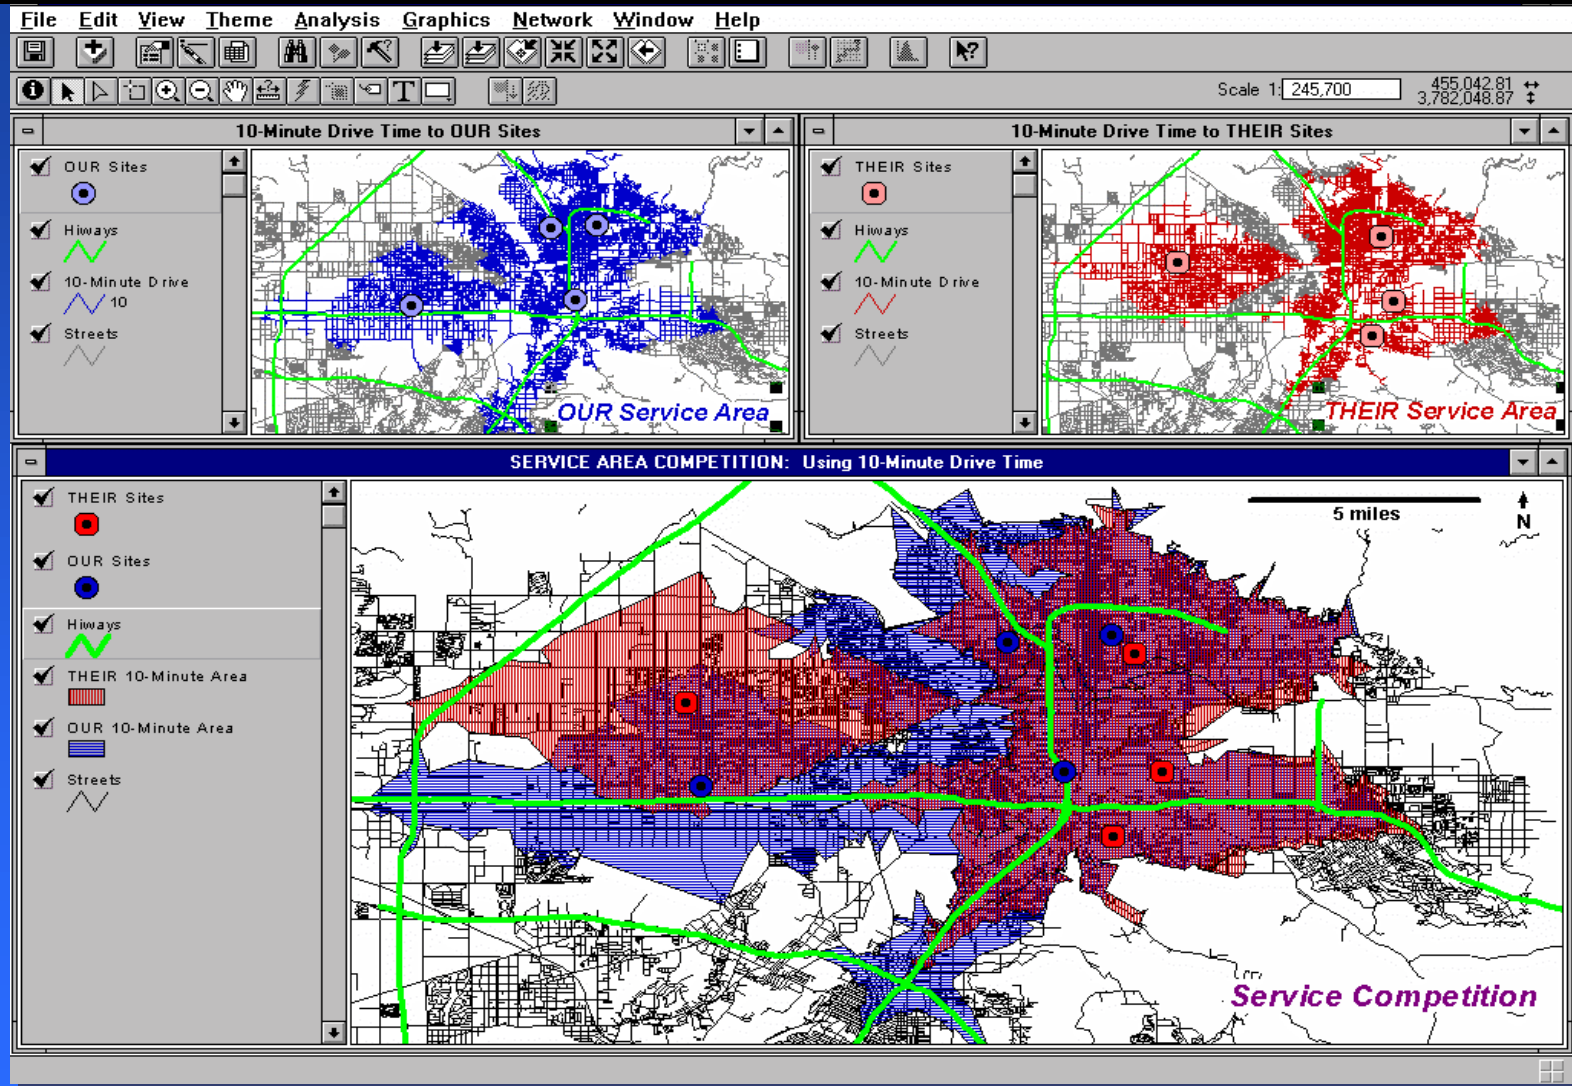 File Edit View Theme Analysis Graphics Network Window Help
Scale 1: 245,700
455,042.81
3,782,048.87
10-Minute Drive Time to OUR Sites
OUR Sites
Hiways
10-Minute Drive
10
Streets
OUR Service Area
10-Minute Drive Time to THEIR Sites
THEIR Sites
Hiways
10-Minute Drive
Streets
THEIR Service Area
SERVICE AREA COMPETITION: Using 10-Minute Drive Time
THEIR Sites
OUR Sites
Hiways
THEIR 10-Minute Area
OUR 10-Minute Area
Streets
5 miles
N
Service Competition